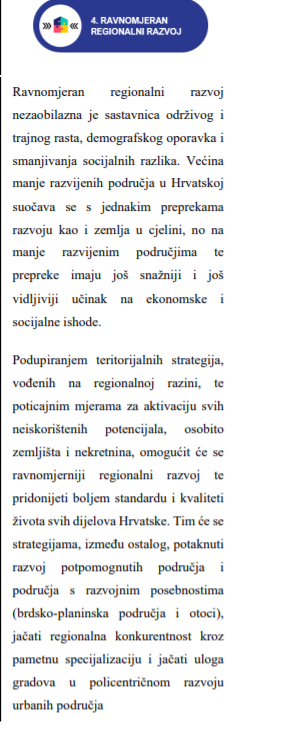 4. RAVNOMJERAN
REGIONALNI RAZVOJ
Ravnomjeran regionalni razvoj
nezaobilazna je sastavnica održivog i
trajnog rasta, demografskog oporavka i
smanjivanja socijalnih razlika. Većina
manje razvijenih područja u Hrvatskoj
suočava se s jednakim preprekama
razvoju kao i zemlja u cjelini, no na
manje razvijenim područjima te
prepreke imaju još snažniji i još
vidljiviji učinak na ekonomske i
socijalne ishode.
Podupiranjem teritorijalnih strategija,
vođenih na regionalnoj razini, te
poticajnim mjerama za aktivaciju svih
neiskorištenih potencijala, osobito
zemljišta i nekretnina, omogućit će se
ravnomjerniji regionalni razvoj te
pridonijeti boljem standardu i kvaliteti
života svih dijelova Hrvatske. Tim će se
strategijama, između ostalog, potaknuti
razvoj potpomognutih područja i
područja s razvojnim posebnostima
(brdsko-planinska područja i otoci),
jačati regionalna konkurentnost kroz
pametnu specijalizaciju i jačati uloga
gradova u policentričnom razvoju
urbanih područja